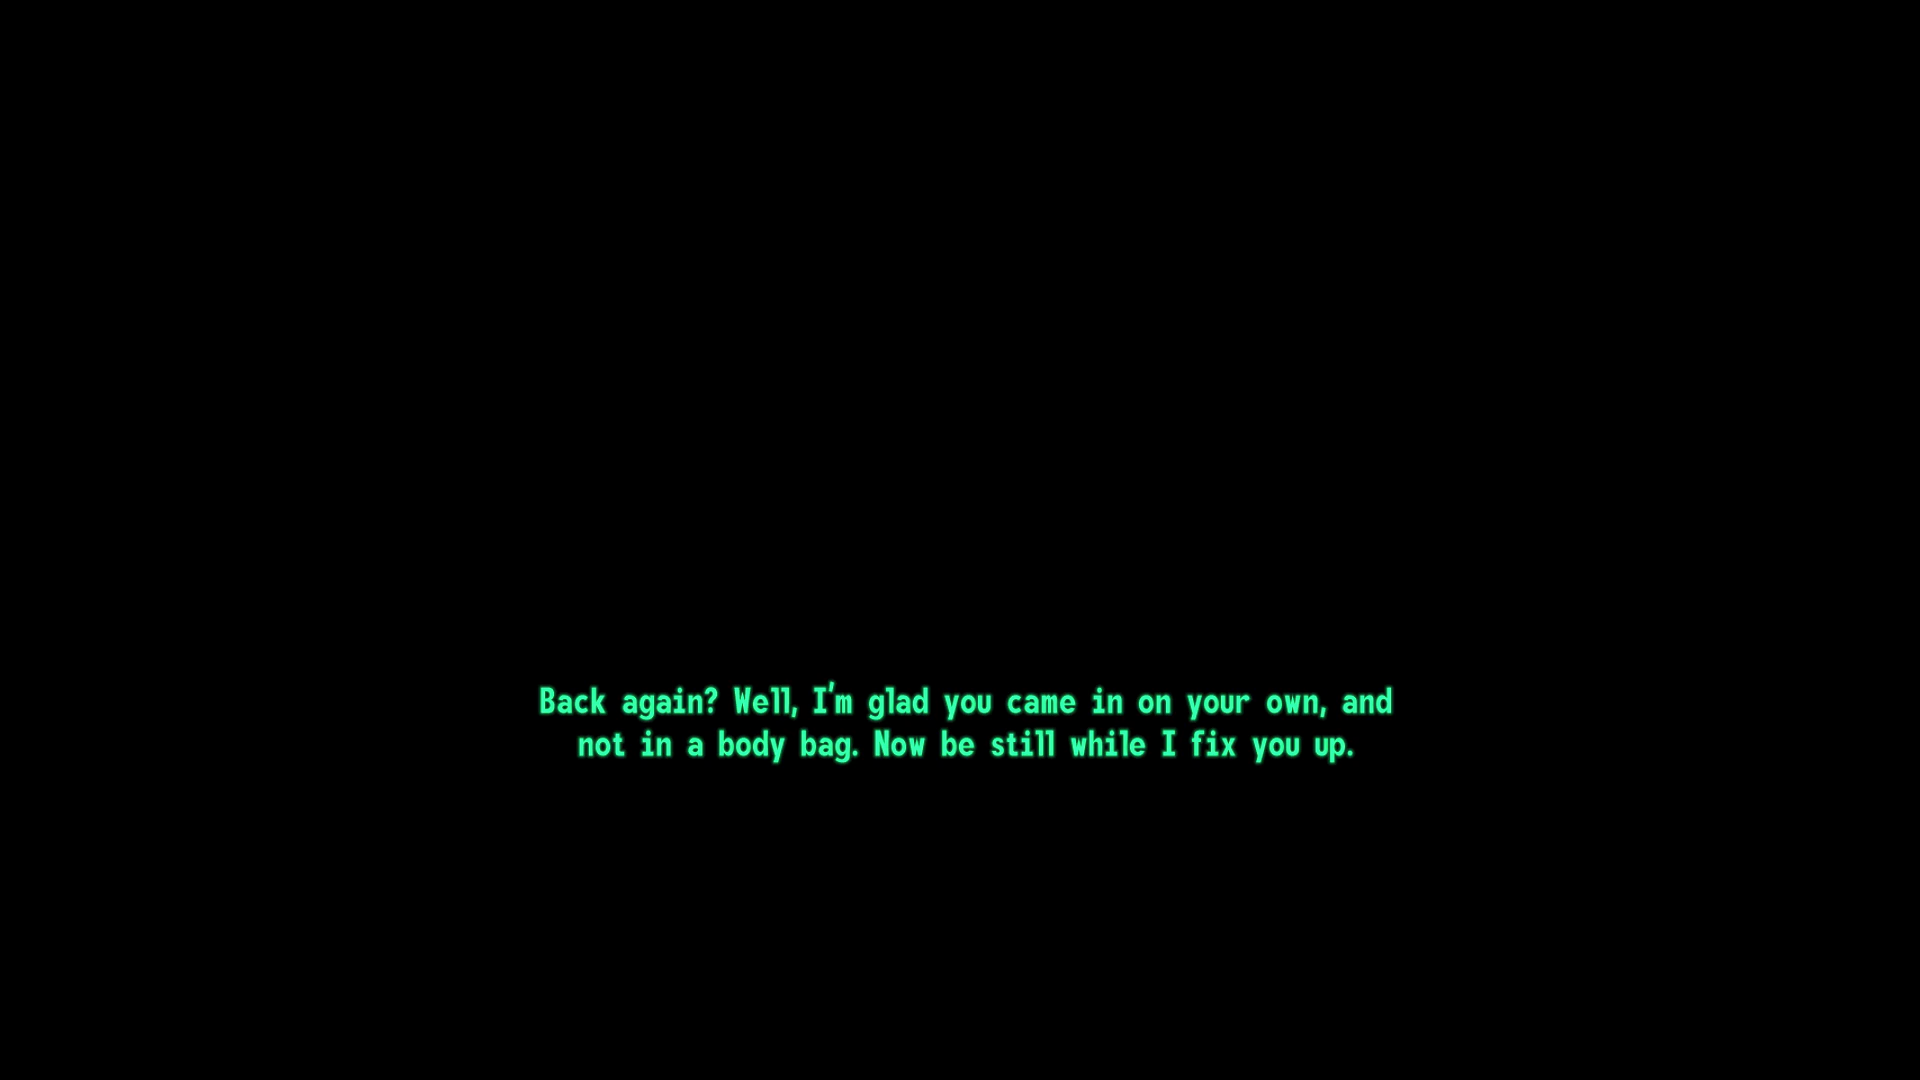 Back again? Well, I'm glad you came in on your own, and
not in a body bag. Now be still while I fix you up.